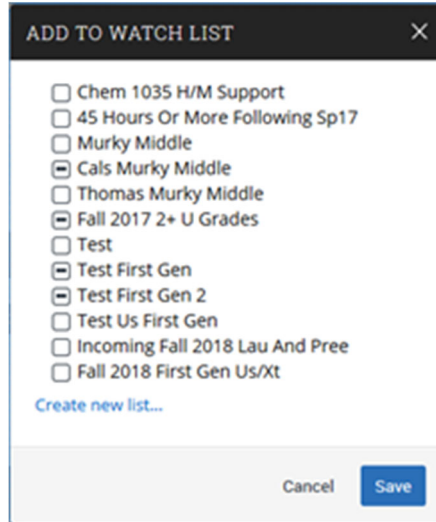 ADD TO WATCH LIST
Chem 1035 H/M Support
45 Hours Or More Following Sp17
Murky Middle
Cals Murky Middle
Thomas Murky Middle
Fall 2017 2+ U Grades
Test
Test First Gen
Test First Gen 2
Test Us First Gen
Incoming Fall 2018 Lau And Pree
Fall 2018 First Gen Us/Xt
Create new list...
Cancel Save